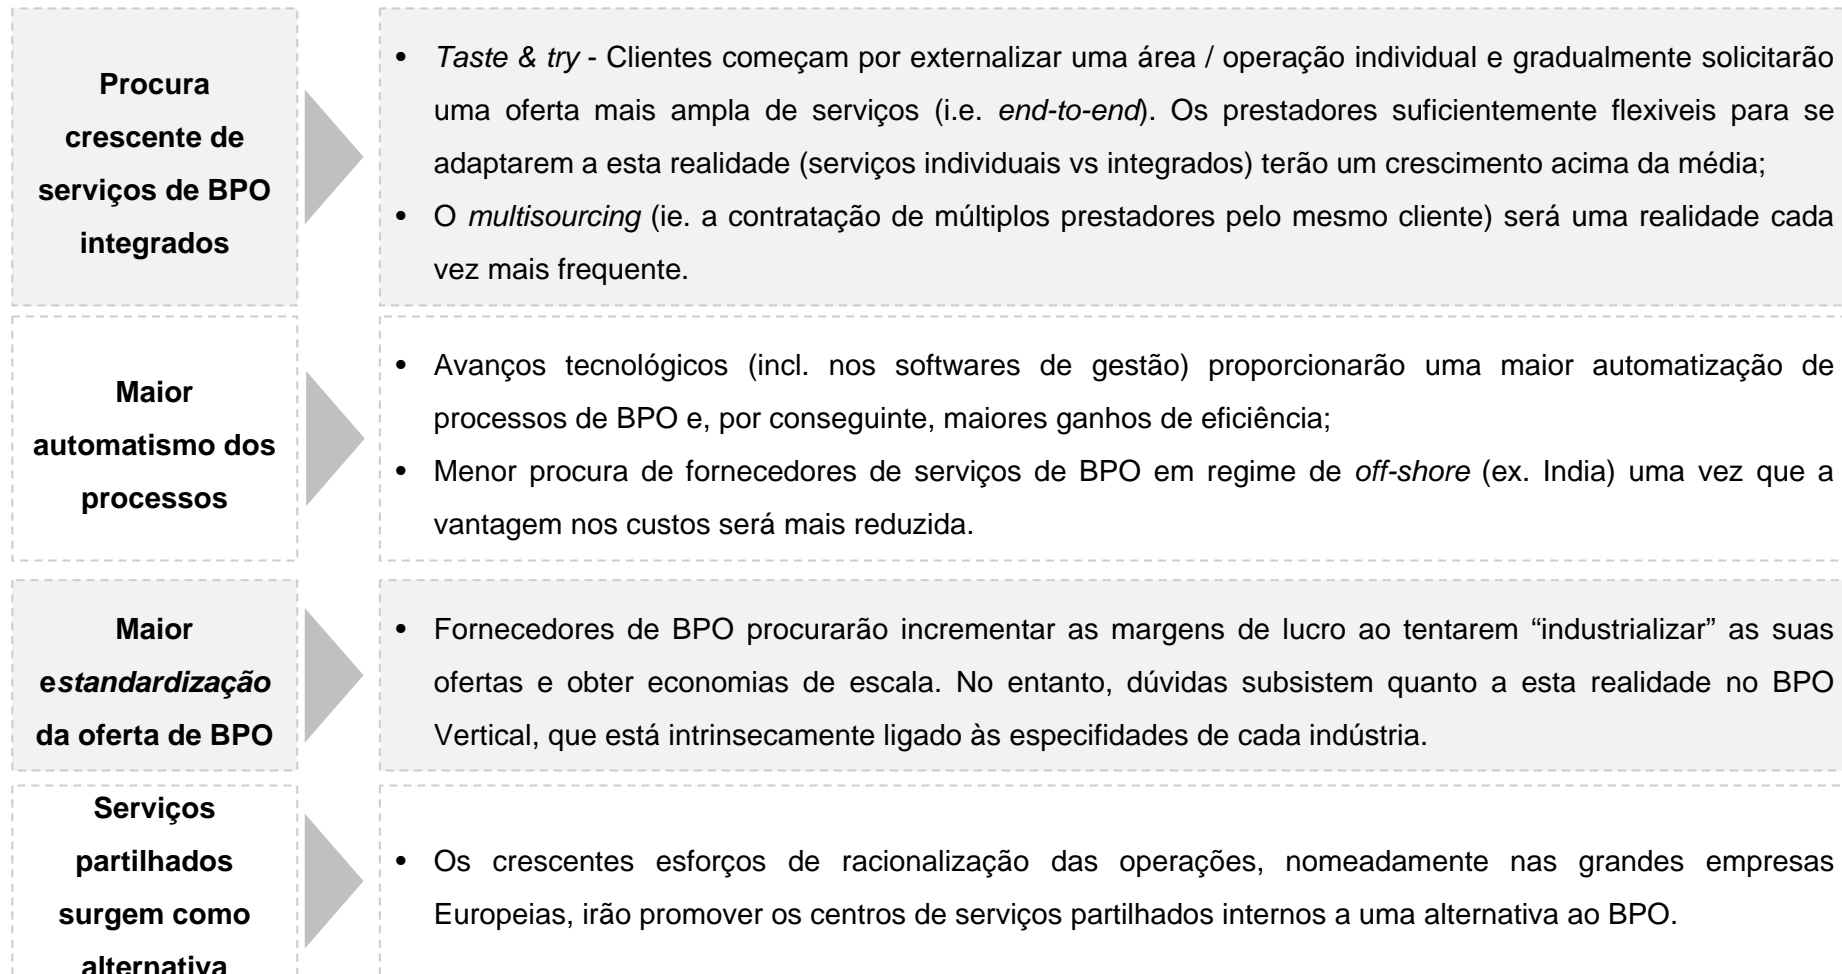 Procura
crescente de
serviços de BPO
integrados
• Taste & try - Clientes começam por externalizar uma área / operação individual e gradualmente solicitarão
uma oferta mais ampla de serviços (i.e. end-to-end). Os prestadores suficientemente flexiveis para se
adaptarem a esta realidade (serviços individuais vs integrados) terão um crescimento acima da média;
• O multisourcing (ie. a contratação de múltiplos prestadores pelo mesmo cliente) será uma realidade cada
vez mais frequente.
Maior
automatismo dos
processos
• Avanços tecnológicos (incl. nos softwares de gestão) proporcionarão uma maior automatização de
processos de BPO e, por conseguinte, maiores ganhos de eficiência;
• Menor procura de fornecedores de serviços de BPO em regime de off-shore (ex. India) uma vez que a
vantagem nos custos será mais reduzida.
Maior
estandardização
da oferta de BPO
• Fornecedores de BPO procurarão incrementar as margens de lucro ao tentarem “industrializar” as suas
ofertas e obter economias de escala. No entanto, dúvidas subsistem quanto a esta realidade no BPO
Vertical, que está intrinsecamente ligado às especifidades de cada indústria.
Serviços
partilhados
surgem como
alternativa
• Os crescentes esforços de racionalização das operações, nomeadamente nas grandes empresas
Europeias, irão promover os centros de serviços partilhados internos a uma alternativa ao BPO.